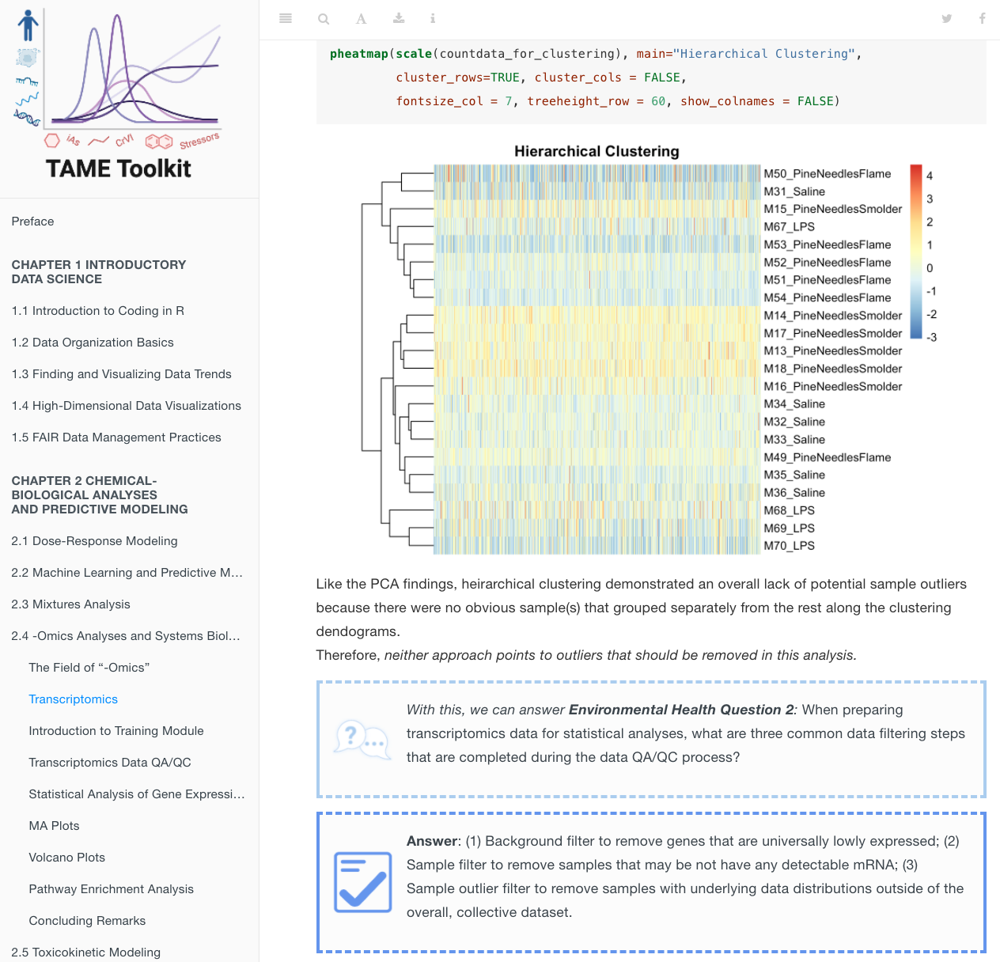 iAs
CrVI
Stressors
TAME Toolkit
Preface
CHAPTER 1 INTRODUCTORY
DATA SCIENCE
1.1 Introduction to Coding in R
1.2 Data Organization Basics
1.3 Finding and Visualizing Data Trends
1.4 High-Dimensional Data Visualizations
1.5 FAIR Data Management Practices
CHAPTER 2 CHEMICAL-
BIOLOGICAL ANALYSES
AND PREDICTIVE MODELING
2.1 Dose-Response Modeling
2.2 Machine Learning and Predictive M…
2.3 Mixtures Analysis
2.4 -Omics Analyses and Systems Biol…
The Field of “-Omics”
Transcriptomics
Introduction to Training Module
Transcriptomics Data QA/QC
Statistical Analysis of Gene Expressi…
MA Plots
Volcano Plots
Pathway Enrichment Analysis
Concluding Remarks
2.5 Toxicokinetic Modeling
A
i
pheatmap(scale(countdata_for_clustering), main="Hierarchical Clustering",
cluster_rows=TRUE, cluster_cols = FALSE,
fontsize_col = 7, treeheight_row = 60, show_colnames = FALSE)
Hierarchical Clustering
M50_PineNeedlesFlame
M31_Saline
M15_PineNeedlesSmolder
M67_LPS
M53_PineNeedlesFlame
M52_PineNeedlesFlame
M51_PineNeedlesFlame
M54_PineNeedlesFlame
M14_PineNeedlesSmolder
M17_PineNeedlesSmolder
M13_PineNeedlesSmolder
M18_PineNeedlesSmolder
M16_PineNeedlesSmolder
M34_Saline
M32_Saline
M33_Saline
M49_PineNeedlesFlame
M35_Saline
M36_Saline
M68_LPS
M69_LPS
M70_LPS
4
3
2
1
0
-1
-2
-3
Like the PCA findings, heirarchical clustering demonstrated an overall lack of potential sample outliers
because there were no obvious sample(s) that grouped separately from the rest along the clustering
dendograms.
Therefore, neither approach points to outliers that should be removed in this analysis.
With this, we can answer Environmental Health Question 2: When preparing
transcriptomics data for statistical analyses, what are three common data filtering steps
that are completed during the data QA/QC process?
Answer: (1) Background filter to remove genes that are universally lowly expressed; (2)
Sample filter to remove samples that may be not have any detectable mRNA; (3)
Sample outlier filter to remove samples with underlying data distributions outside of the
overall, collective dataset.